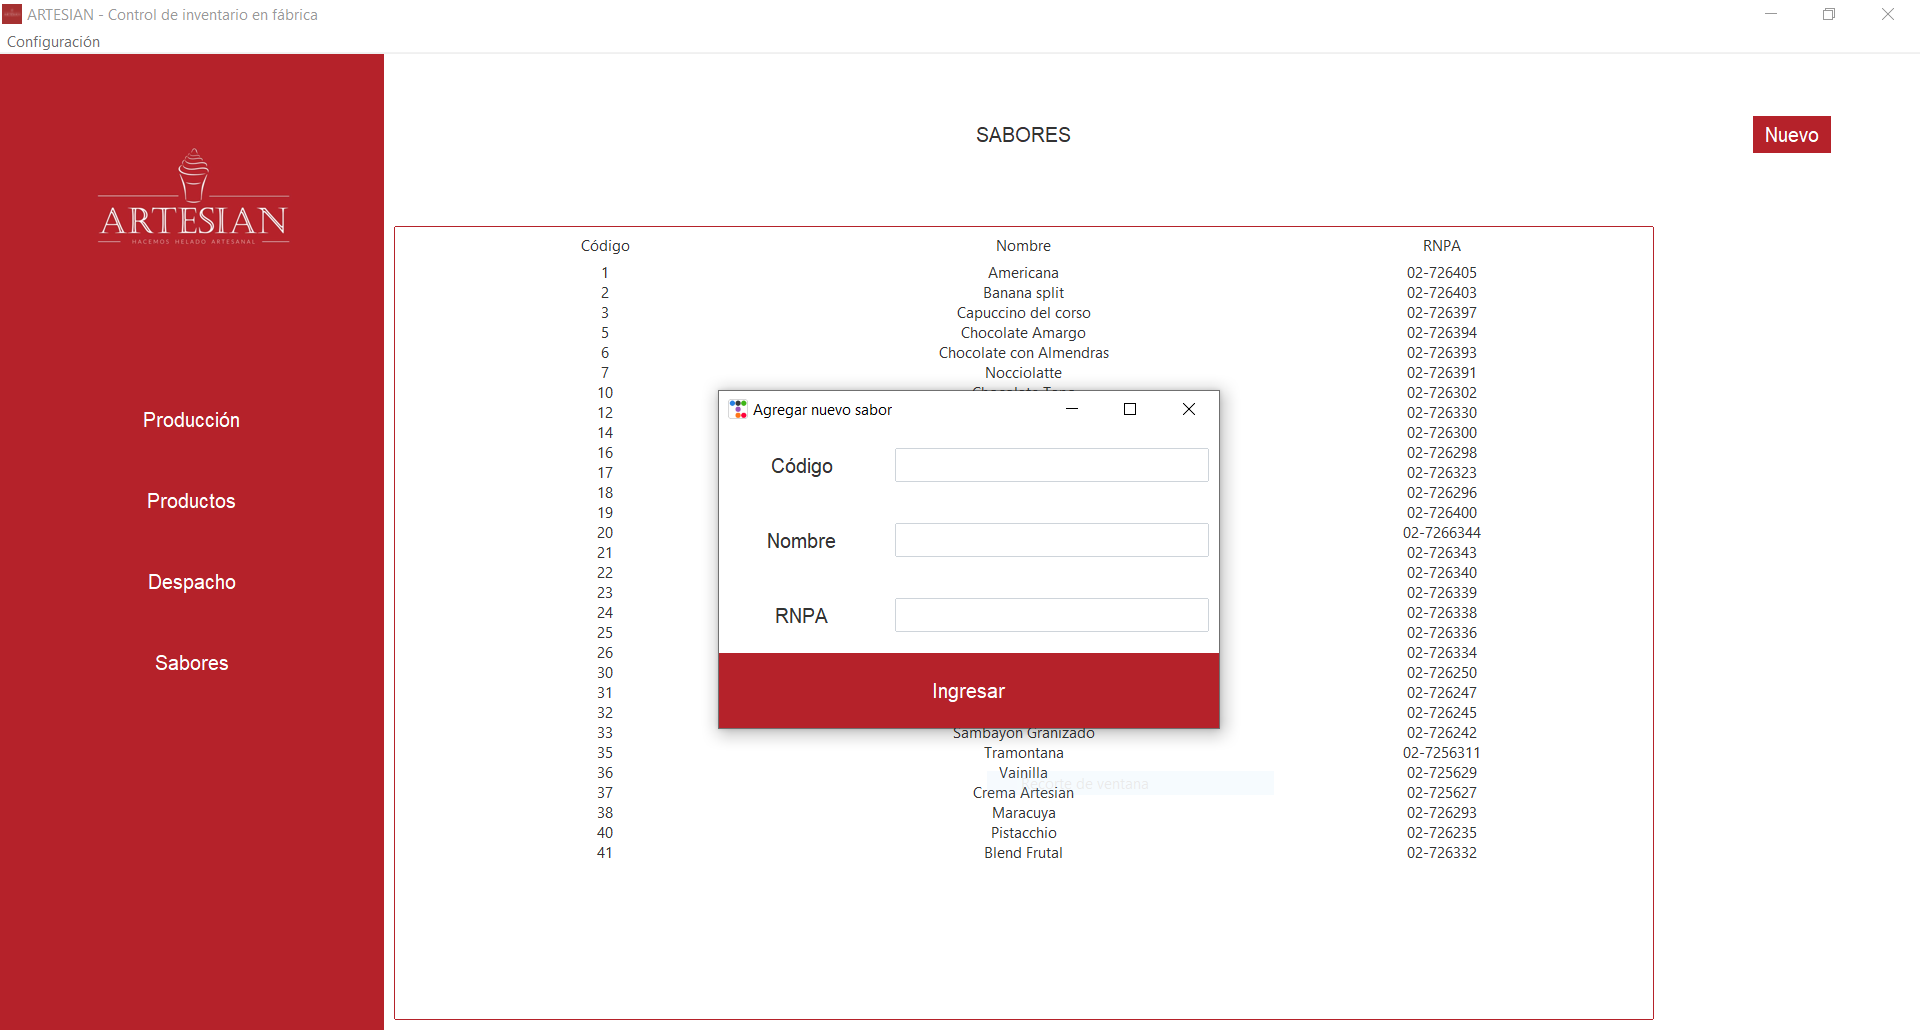 ARTESIAN - Control de inventario en fábrica
Configuración
ARTESIAN
HACEMOS HELADO ARTESANAL
Producción
Productos
Despacho
Sabores
SABORES
Nuevo
Código Nombre RNPA
1 Americana 02-726405
2 Banana split 02-726403
3 Capuccino del corso 02-726397
5 Chocolate Amargo 02-726394
6 Chocolate con Almendras 02-726393
7 Nocciolatte 02-726391
10 02-726302
12 02-726330
14 02-726300
16 02-726298
17 02-726323
18 02-726296
19 02-726400
20 02-7266344
21 02-726343
22 02-726340
23 02-726339
24 02-726338
25 02-726336
26 02-726334
30 02-726250
31 02-726247
32 02-726245
33 Sambayon Granizado 02-726242
35 Tramontana 02-7256311
36 Vainilla 02-725629
de ventana
37 Crema Artesian 02-725627
38 Maracuya 02-726293
40 Pistacchio 02-726235
41 Blend Frutal 02-726332
Agregar nuevo sabor
Código
Nombre
RNPA
Ingresar